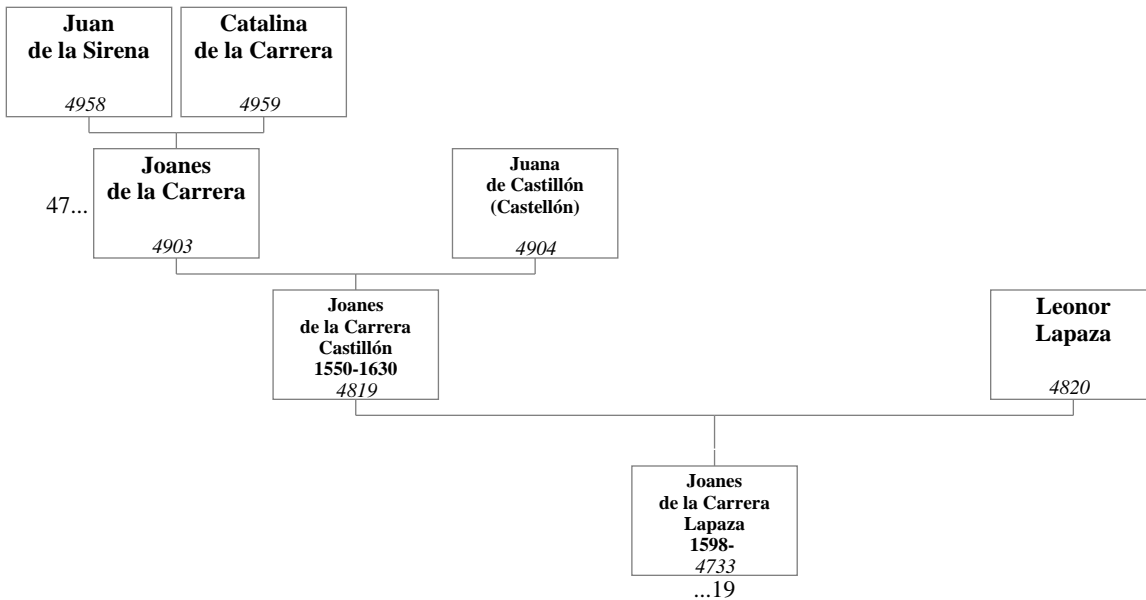 Juan
de la Sirena
4958
Catalina
de la Carrera
4959
47...
Joanes
de la Carrera
4903
Juana
de Castillón
(Castellón)
4904
Joanes
de la Carrera
Castillón
1550-1630
4819
Leonor
Lapaza
4820
Joanes
de la Carrera
Lapaza
1598-
4733
...19